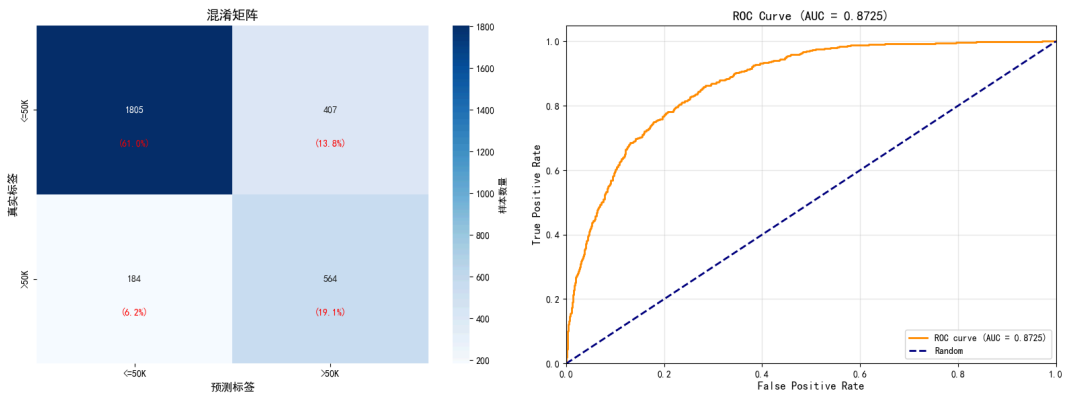 混淆矩阵
<=50K
1805
407
(61.0%)
(13.8%)
>50K
184
564
(6.2%)
(19.1%)
<=50K
>50K
预测标签
真实标签
1800
1600
1400
1200
1000
800
600
400
200
样本数量
ROC Curve (AUC = 0.8725)
1.0
0.8
0.6
0.4
0.2
0.0
True Positive Rate
0.0
0.2
0.4
0.6
0.8
1.0
False Positive Rate
ROC curve (AUC = 0.8725)
Random